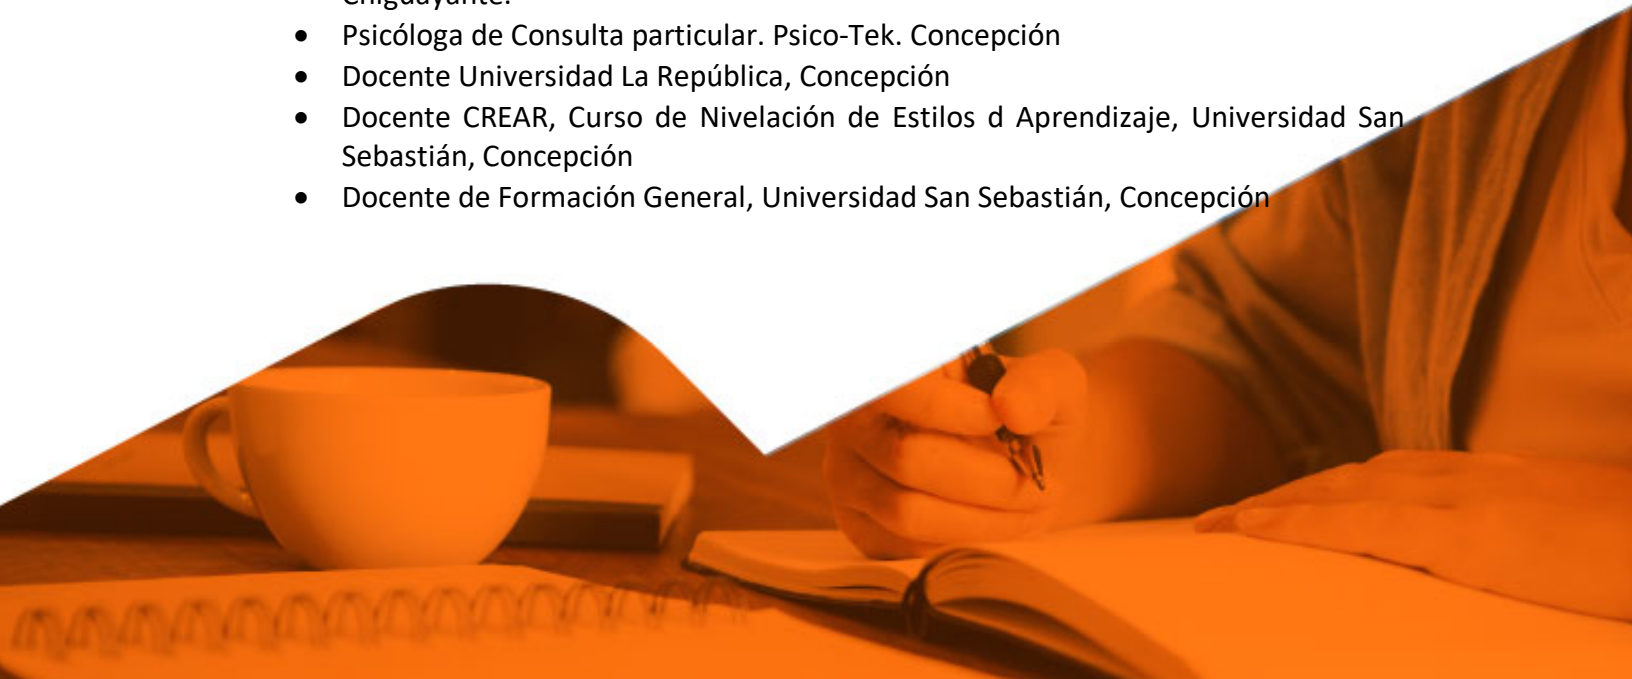 • Psicóloga de Consulta particular. Psico-Tek. Concepción
• Docente Universidad La República, Concepción
• Docente CREAR, Curso de Nivelación de Estilos d Aprendizaje, Universidad San
Sebastián, Concepción
• Docente de Formación General, Universidad San Sebastián, Concepción